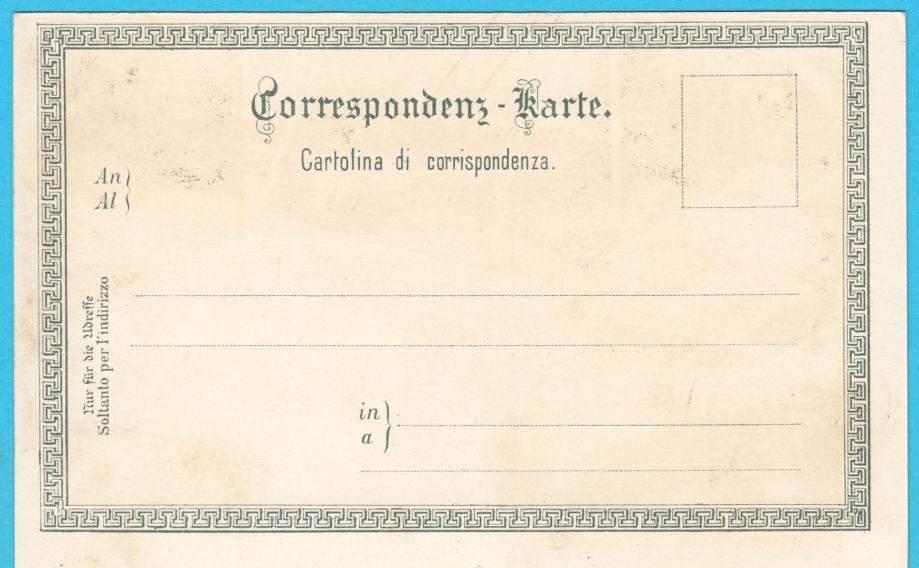 Correspondenz-Karte.
Cartolina di corrispondenza.
An
Al
Nur für die Adresse
Soltanto per l'indirizzo
in
a